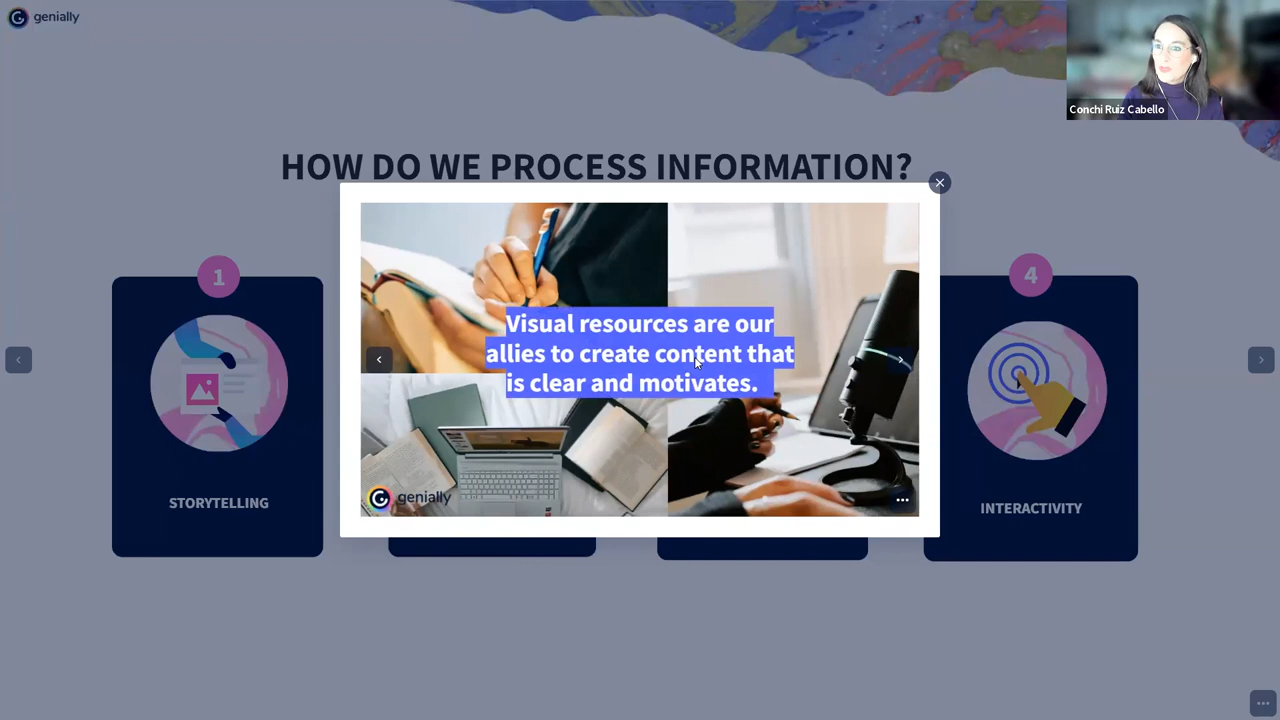 genially
Conchi Ruiz Cabello
HOW DO WE PROCESS INFORMATION?
1
4
Visual resources are our
allies to create content that
is clear and motivates.
genially
STORYTELLING
INTERACTIVITY